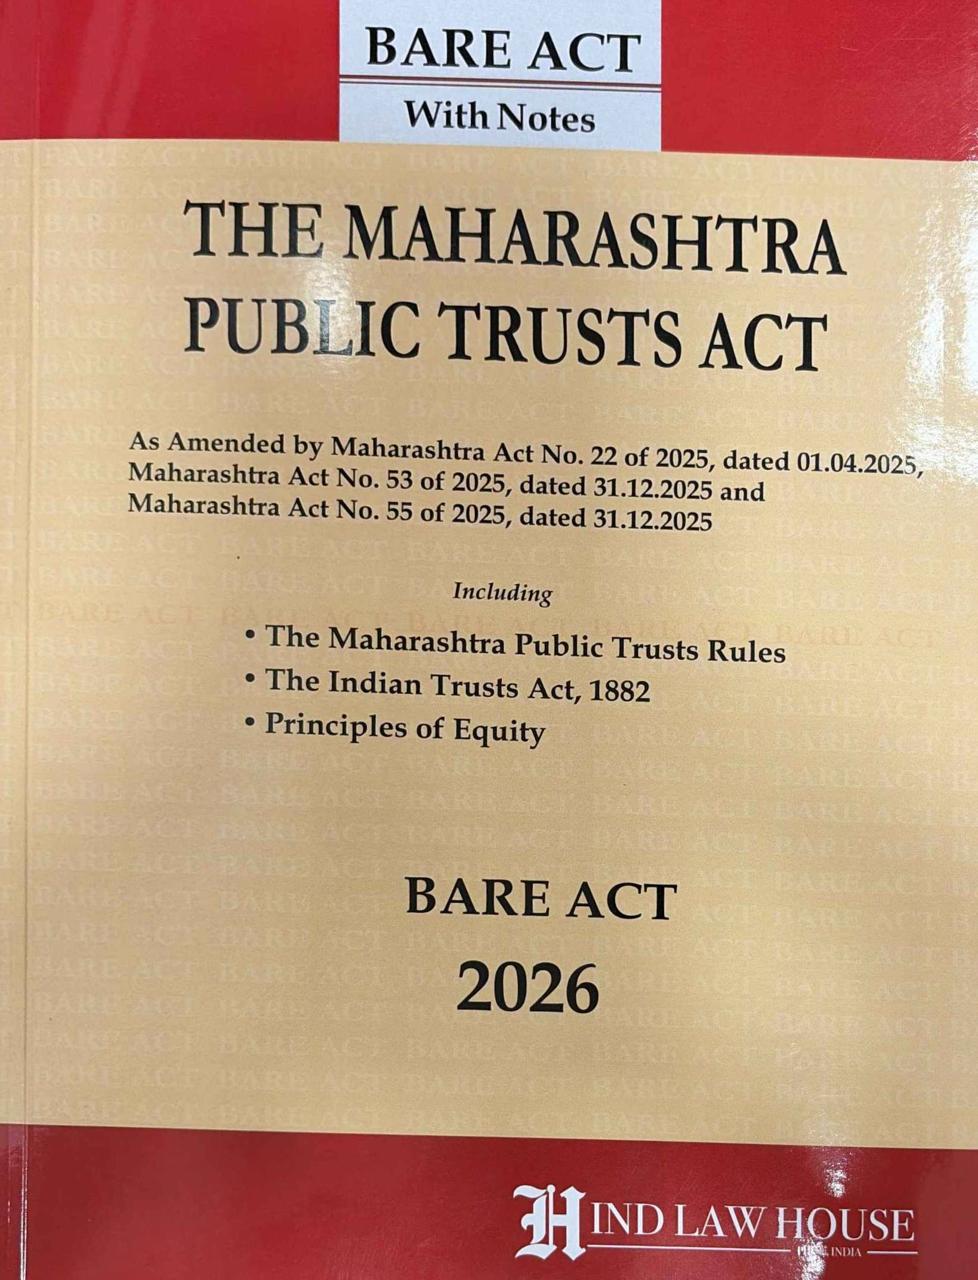 BARE ACT
With Notes
THE MAHARASHTRA
PUBLIC TRUSTS ACT
As Amended by Maharashtra Act No. 22 of 2025, dated 01.04.2025,
Maharashtra Act No. 53 of 2025, dated 31.12.2025 and
Maharashtra Act No. 55 of 2025, dated 31.12.2025
Including
• The Maharashtra Public Trusts Rules
• The Indian Trusts Act, 1882
• Principles of Equity
BARE ACT
2026
HIND LAW HOUSE
INDIA